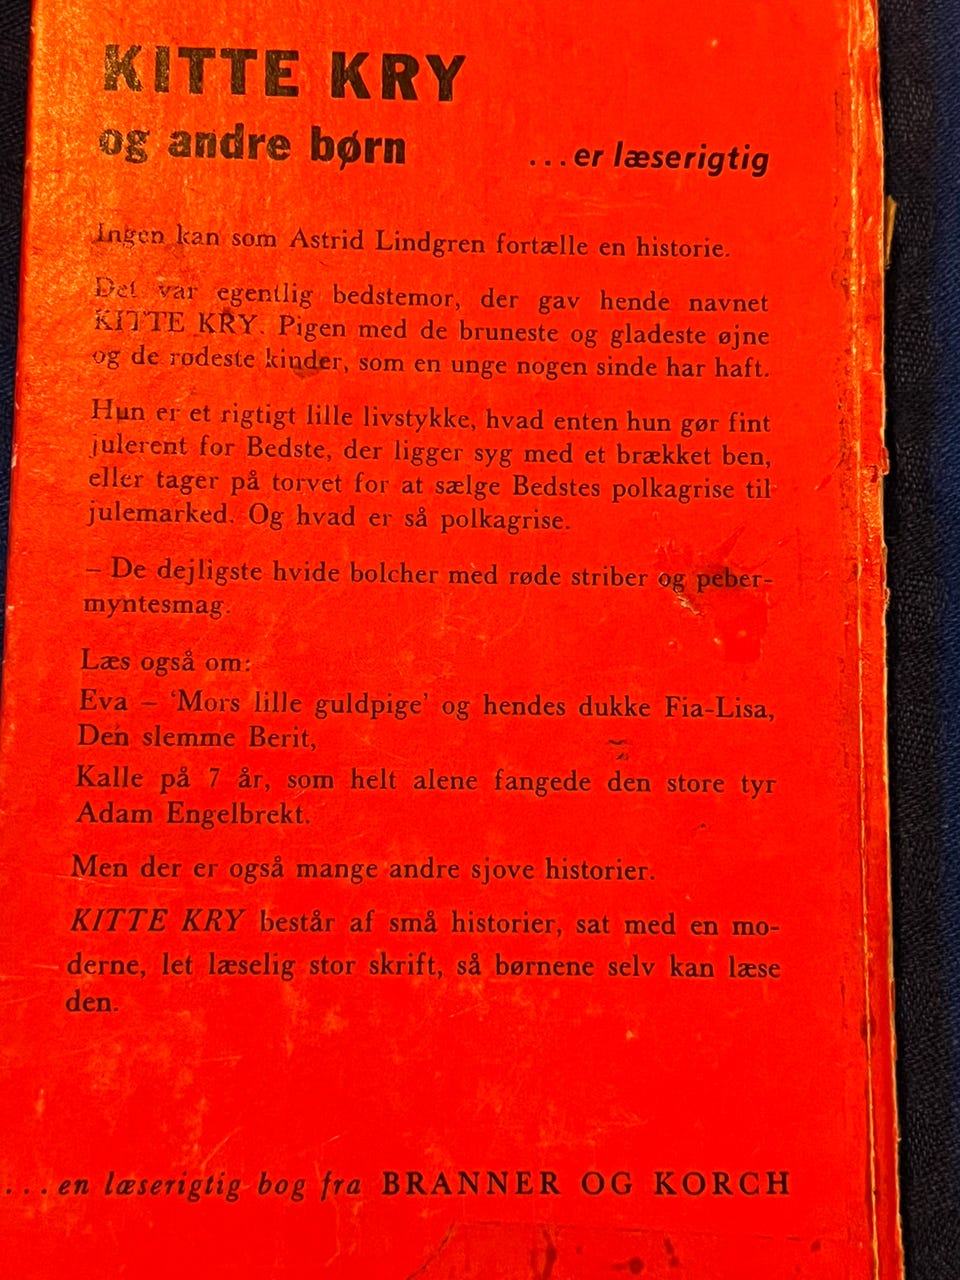 KITTE KRY
og andre børn
...er læserigtig
Ingen kan som Astrid Lindgren fortælle en historie.
Det var egentlig bedstemor, der gav hende navnet
KITTE KRY. Pigen med de bruneste og gladeste øjne
og de rødeste kinder, som en unge nogen sinde har haft.
Hun er et rigtigt lille livstykke, hvad enten hun gør fint
julerent for Bedste, der ligger syg med et brækket ben,
eller tager på torvet for at sælge Bedstes polkagrise til
julemarked. Og hvad er så polkagrise.
– De dejligste hvide bolcher med røde striber og peber-
myntesmag.
Læs også om:
Eva – 'Mors lille guldpige' og hendes dukke Fia-Lisa,
Den slemme Berit,
Kalle på 7 år, som helt alene fangede den store tyr
Adam Engelbrekt.
Men der er også mange andre sjove historier.
KITTE KRY består af små historier, sat med en mo-
derne, let læselig stor skrift, så børnene selv kan læse
den.
...en læserigtig bog fra BRANNER OG KORCH